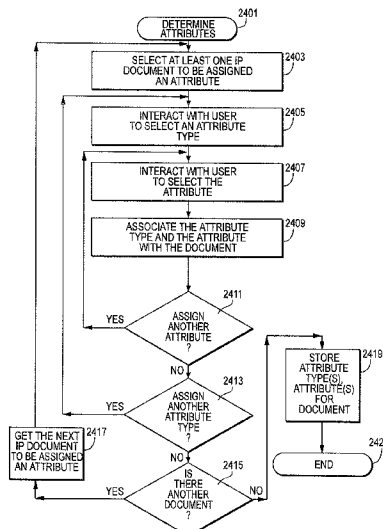 DETERMINE
ATTRIBUTES
2401
SELECT AT LEAST ONE IP
DOCUMENT TO BE ASSIGNED
AN ATTRIBUTE
2403
INTERACT WITH USER
TO SELECT AN ATTRIBUTE
TYPE
2405
INTERACT WITH USER
TO SELECT THE
ATTRIBUTE
2407
ASSOCIATE THE ATTRIBUTE
TYPE AND THE ATTRIBUTE
WITH THE DOCUMENT
2409
ASSIGN
ANOTHER
ATTRIBUTE
?
2411
YES
NO
ASSIGN
ANOTHER
ATTRIBUTE
TYPE ?
2413
YES
NO
IS
THERE
ANOTHER
DOCUMENT
?
2415
YES
NO
GET THE NEXT
IP DOCUMENT
TO BE ASSIGNED
AN ATTRIBUTE
2417
STORE
ATTRIBUTE
TYPE(S),
ATTRIBUTE(S)
FOR
DOCUMENT
2419
END
242